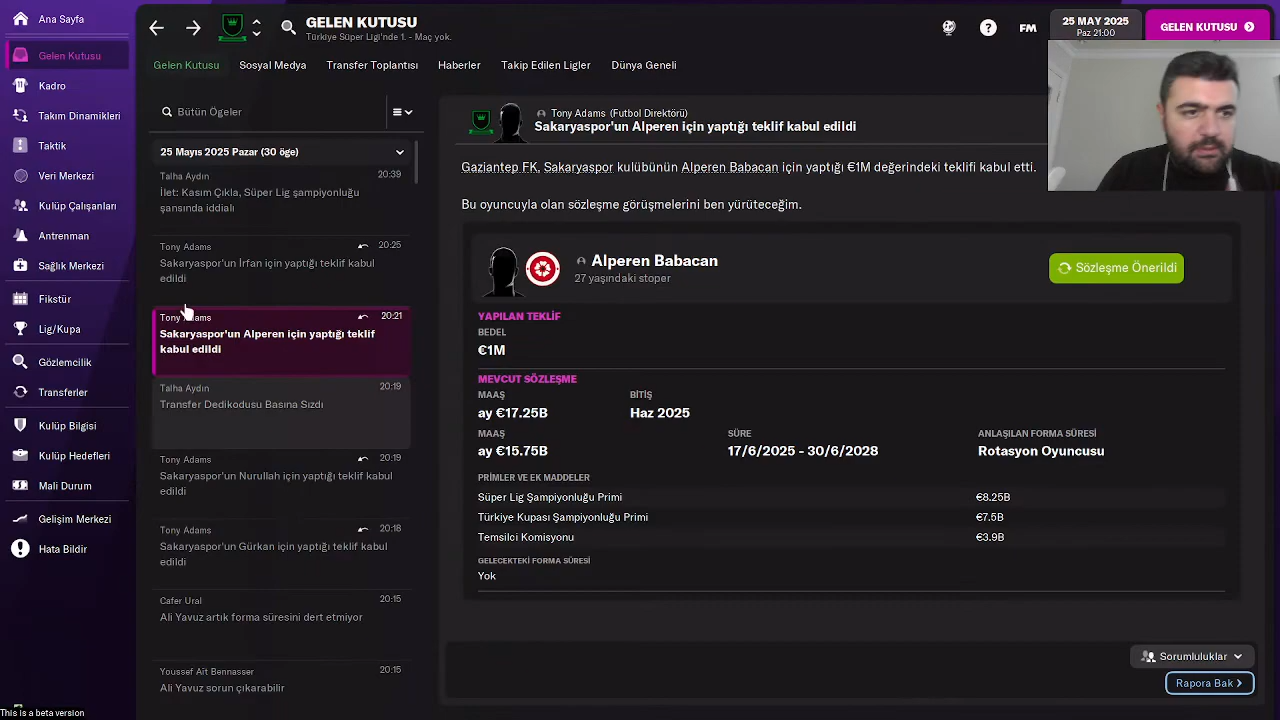 Ana Sayfa
Gelen Kutusu
Kadro
Takım Dinamikleri
Taktik
Veri Merkezi
Kulüp Çalışanları
Antrenman
Sağlık Merkezi
Fikstür
Lig/Kupa
Gözlemcilik
Transferler
Kulüp Bilgisi
Kulüp Hedefleri
Mali Durum
Gelişim Merkezi
Hata Bildir
This is a beta version
GELEN KUTUSU
Türkiye Süper Ligi'nde 1. - Maç yok.
FM
25 MAY 2025
Paz 21:00
GELEN KUTUSU
Gelen Kutusu
Sosyal Medya
Transfer Toplantısı
Haberler
Takip Edilen Ligler
Dünya Geneli
Bütün Ögeler
25 Mayıs 2025 Pazar (30 öge)
Talha Aydın 20:39
İlet: Kasım Çıkla, Süper Lig şampiyonluğu
şansında iddialı
Tony Adams 20:25
Sakaryaspor'un İrfan için yaptığı teklif kabul
edildi
Tony Adams 20:21
Sakaryaspor'un Alperen için yaptığı teklif
kabul edildi
Talha Aydın 20:19
Transfer Dedikodusu Basına Sızdı
Tony Adams 20:19
Sakaryaspor'un Nurullah için yaptığı teklif kabul
edildi
Tony Adams 20:18
Sakaryaspor'un Gürkan için yaptığı teklif kabul
edildi
Cafer Ural 20:15
Ali Yavuz artık forma süresini dert etmiyor
Youssef Aït Bennasser 20:15
Ali Yavuz sorun çıkarabilir
Tony Adams (Futbol Direktörü)
Sakaryaspor'un Alperen için yaptığı teklif kabul edildi
Gaziantep FK, Sakaryaspor kulübünün Alperen Babacan için yaptığı €1M değerindeki teklifi kabul etti.
Bu oyuncuyla olan sözleşme görüşmelerini ben yürüteceğim.
Alperen Babacan
27 yaşındaki stoper
Sözleşme Önerildi
YAPILAN TEKLİF
BEDEL
€1M
MEVCUT SÖZLEŞME
MAAŞ BİTİŞ
ay €17.25B Haz 2025
MAAŞ SÜRE ANLAŞILAN FORMA SÜRESİ
ay €15.75B 17/6/2025 - 30/6/2028 Rotasyon Oyuncusu
PRİMLER VE EK MADDELER
Süper Lig Şampiyonluğu Primi €8.25B
Türkiye Kupası Şampiyonluğu Primi €7.5B
Temsilci Komisyonu €3.9B
GELECEKTEKİ FORMA SÜRESİ
Yok
Sorumluluklar
Rapora Bak